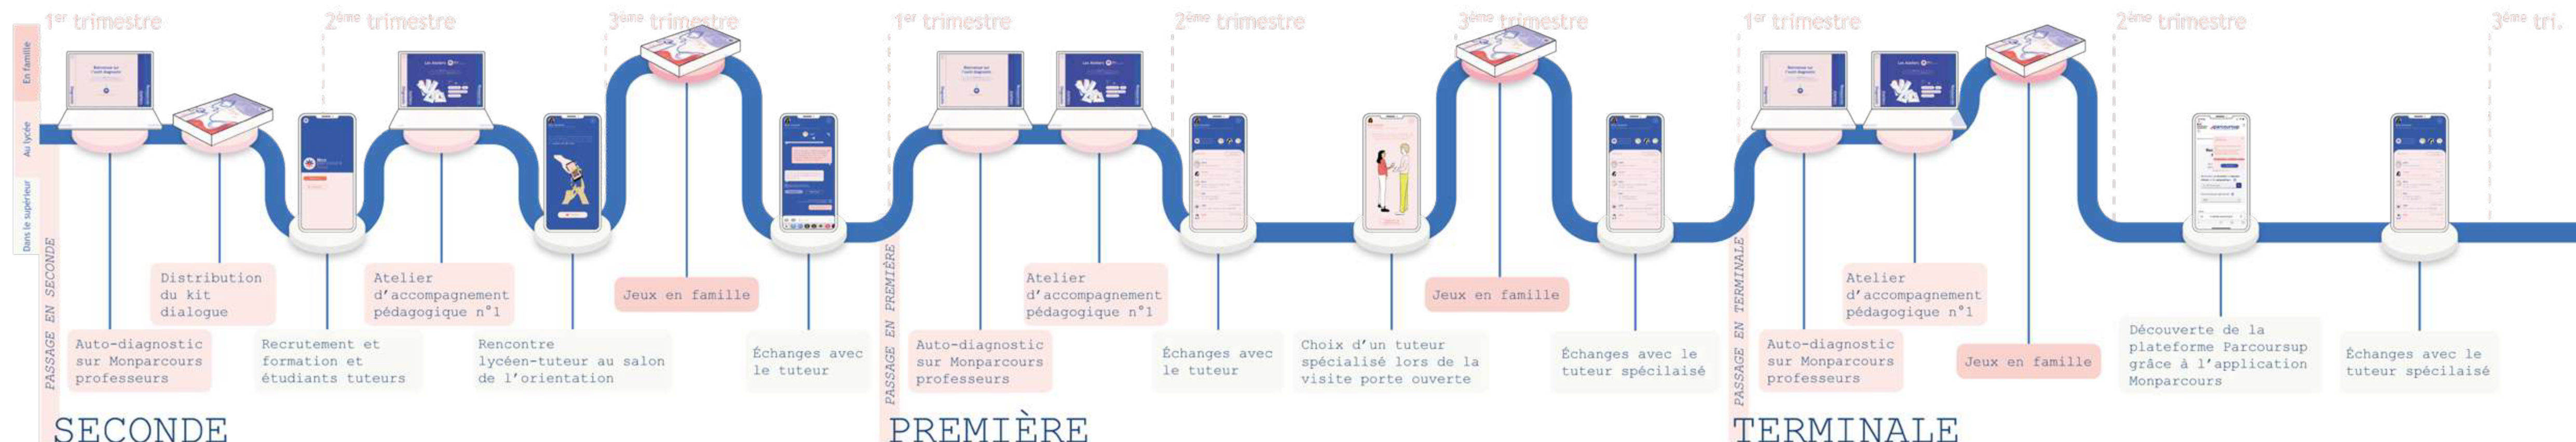 1er trimestre
2ème trimestre
3ème trimestre
1er trimestre
2ème trimestre
3ème trimestre
1er trimestre
2ème trimestre
3ème tri.
En famille
Au lycée
Dans le supérieur
PASSAGE EN SECONDE
Auto-diagnostic
sur Monparcours
professeurs
Distribution
du kit
dialogue
Recrutement et
formation et
étudiants tuteurs
Atelier
d'accompagnement
pédagogique n°1
Rencontre
lycéen-tuteur au salon
de l'orientation
Jeux en famille
Échanges avec
le tuteur
PASSAGE EN PREMIÈRE
Auto-diagnostic
sur Monparcours
professeurs
Atelier
d'accompagnement
pédagogique n°1
Échanges avec
le tuteur
Choix d'un tuteur
spécialisé lors de la
visite porte ouverte
Jeux en famille
Échanges avec le
tuteur spécilaisé
PASSAGE EN TERMINALE
Auto-diagnostic
sur Monparcours
professeurs
Atelier
d'accompagnement
pédagogique n°1
Jeux en famille
Découverte de la
plateforme Parcoursup
grâce à l'application
Monparcours
Échanges avec le
tuteur spécilaisé
SECONDE
PREMIÈRE
TERMINALE